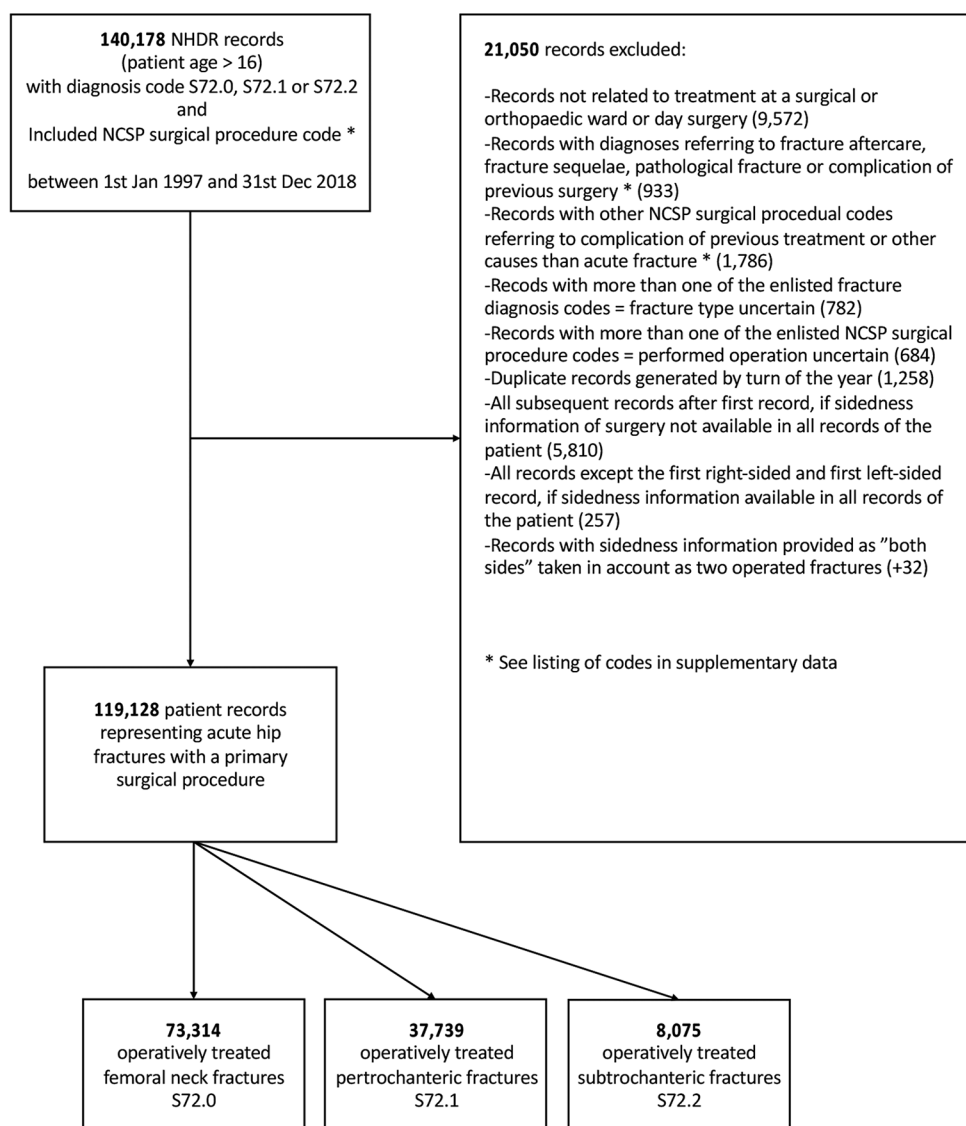 140,178 NHDR records
(patient age > 16)
with diagnosis code S72.0, S72.1 or S72.2
and
Included NCSP surgical procedure code *
between 1st Jan 1997 and 31st Dec 2018
21,050 records excluded:
-Records not related to treatment at a surgical or
orthopaedic ward or day surgery (9,572)
-Records with diagnoses referring to fracture aftercare,
fracture sequelae, pathological fracture or complication of
previous surgery * (933)
-Records with other NCSP surgical procedual codes
referring to complication of previous treatment or other
causes than acute fracture * (1,786)
-Recods with more than one of the enlisted fracture
diagnosis codes = fracture type uncertain (782)
-Records with more than one of the enlisted NCSP surgical
procedure codes = performed operation uncertain (684)
-Duplicate records generated by turn of the year (1,258)
-All subsequent records after first record, if sidedness
information of surgery not available in all records of the
patient (5,810)
-All records except the first right-sided and first left-sided
record, if sidedness information available in all records of
the patient (257)
-Records with sidedness information provided as ”both
sides” taken in account as two operated fractures (+32)
* See listing of codes in supplementary data
119,128 patient records
representing acute hip
fractures with a primary
surgical procedure
73,314
operatively treated
femoral neck fractures
S72.0
37,739
operatively treated
pertrochanteric fractures
S72.1
8,075
operatively treated
subtrochanteric fractures
S72.2